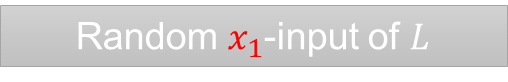 Random x₁-input of L